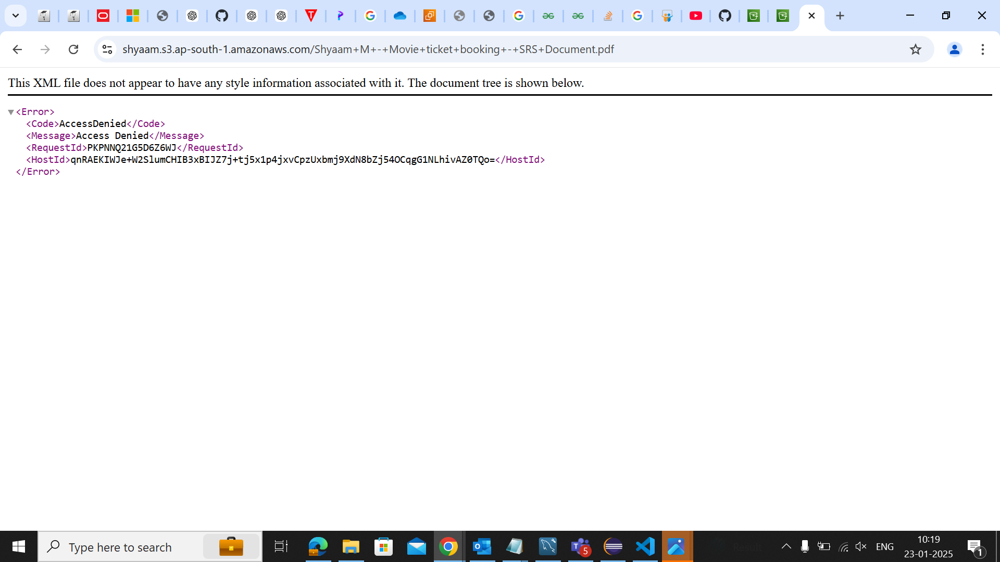 shyaam.s3.ap-south-1.amazonaws.com/Shyaam+M+-+Movie+ticket+booking+-+SRS+Document.pdf
This XML file does not appear to have any style information associated with it. The document tree is shown below.
▼<Error>
<Code>AccessDenied</Code>
<Message>Access Denied</Message>
<RequestId>PKPNNQ21G5D6Z6WJ</RequestId>
<HostId>qnRAEKIWJe+W2SlumCHIB3xBIJZ7j+tj5x1p4jxvCpzUxbmj9XdN8bZj54OCqgG1NLhivAZ0TQo=</HostId>
</Error>
Type here to search
5
Result
ENG
10:19
23-01-2025
1